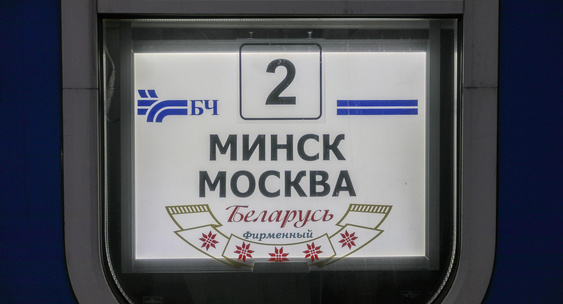 2
БЧ
МИНСК
МОСКВА
Беларусь
Фирменный